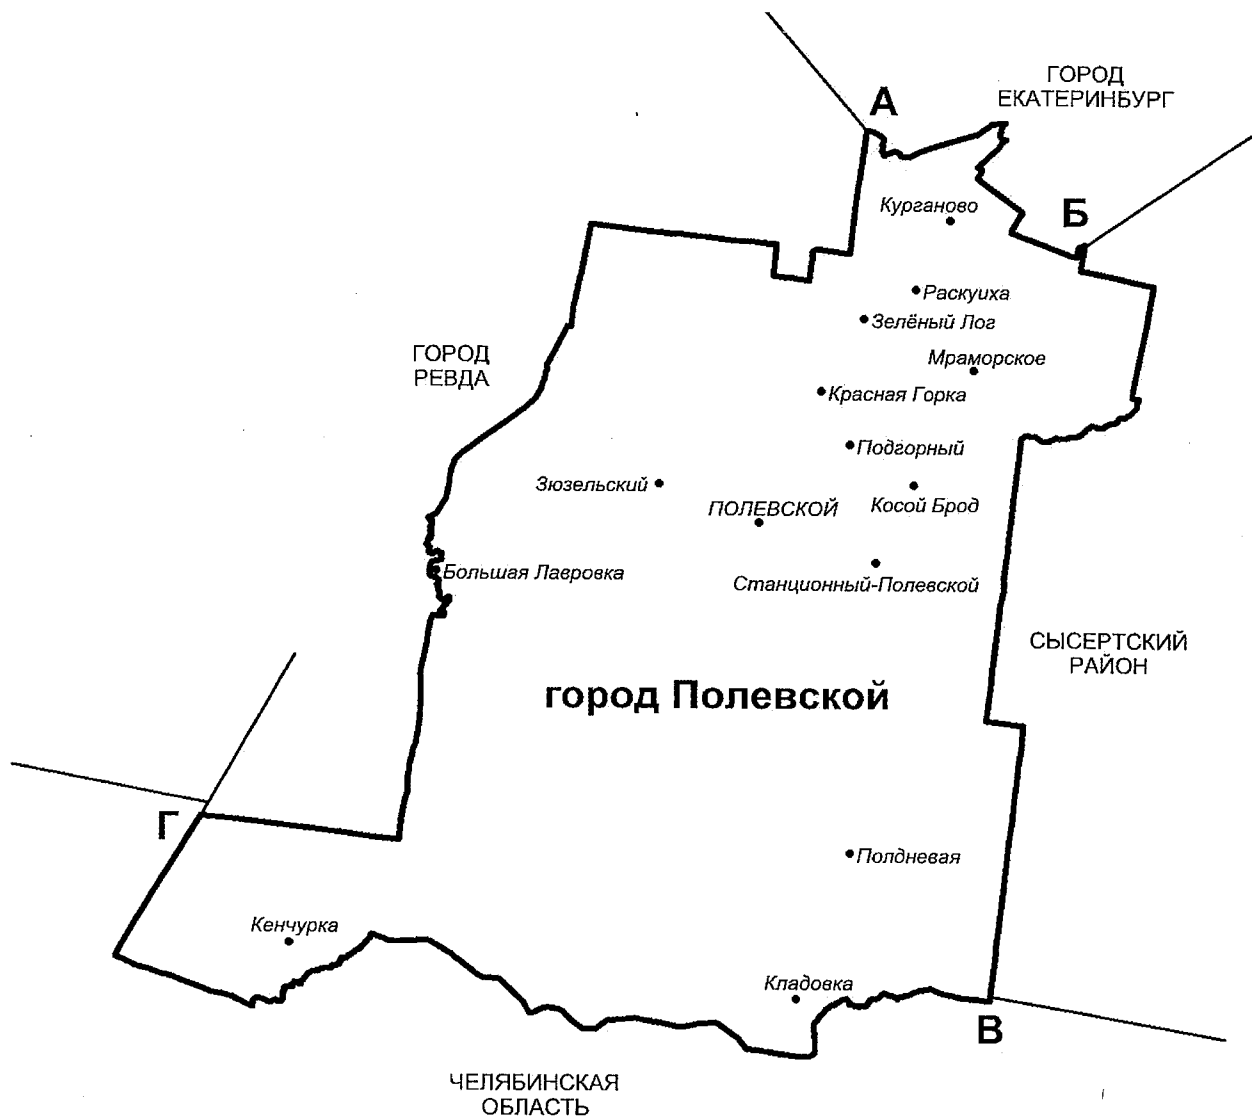 ГОРОД
ЕКАТЕРИНБУРГ
А
Б
Курганово
Раскуиха
Зелёный Лог
ГОРОД
РЕВДА
Мраморское
Красная Горка
Подгорный
Зюзельский
ПОЛЕВСКОЙ
Косой Брод
Большая Лавровка
Станционный-Полевской
СЫСЕРТСКИЙ
РАЙОН
город Полевской
Г
Полдневая
Кенчурка
Кладовка
В
ЧЕЛЯБИНСКАЯ
ОБЛАСТЬ